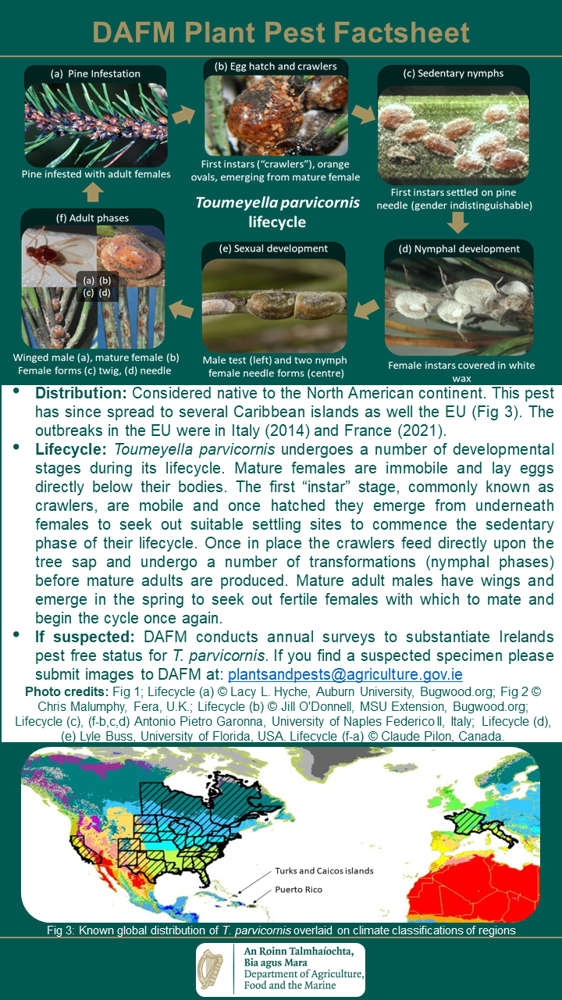 DAFM Plant Pest Factsheet
(a) Pine Infestation
Pine infested with adult females
(b) Egg hatch and crawlers
First instars (“crawlers”), orange
ovals, emerging from mature female
(c) Sedentary nymphs
First instars settled on pine
needle (gender indistinguishable)
Toumeyella parvicornis
lifecycle
(f) Adult phases
(a) (b)
(c) (d)
Winged male (a), mature female (b)
Female forms (c) twig, (d) needle
(e) Sexual development
Male test (left) and two nymph
female needle forms (centre)
(d) Nymphal development
Female instars covered in white
wax
• Distribution: Considered native to the North American continent. This pest
has since spread to several Caribbean islands as well the EU (Fig 3). The
outbreaks in the EU were in Italy (2014) and France (2021).
• Lifecycle: Toumeyella parvicornis undergoes a number of developmental
stages during its lifecycle. Mature females are immobile and lay eggs
directly below their bodies. The first “instar” stage, commonly known as
crawlers, are mobile and once hatched they emerge from underneath
females to seek out suitable settling sites to commence the sedentary
phase of their lifecycle. Once in place the crawlers feed directly upon the
tree sap and undergo a number of transformations (nymphal phases)
before mature adults are produced. Mature adult males have wings and
emerge in the spring to seek out fertile females with which to mate and
begin the cycle once again.
• If suspected: DAFM conducts annual surveys to substantiate Irelands
pest free status for T. parvicornis. If you find a suspected specimen please
submit images to DAFM at: plantsandpests@agriculture.gov.ie
Photo credits: Fig 1; Lifecycle (a) © Lacy L. Hyche, Auburn University, Bugwood.org; Fig 2 ©
Chris Malumphy, Fera, U.K.; Lifecycle (b) © Jill O'Donnell, MSU Extension, Bugwood.org;
Lifecycle (c), (f-b,c,d) Antonio Pietro Garonna, University of Naples Federico II, Italy; Lifecycle (d),
(e) Lyle Buss, University of Florida, USA. Lifecycle (f-a) © Claude Pilon, Canada.
Turks and Caicos islands
Puerto Rico
Fig 3: Known global distribution of T. parvicornis overlaid on climate classifications of regions
An Roinn Talmhaíochta,
Bia agus Mara
Department of Agriculture,
Food and the Marine